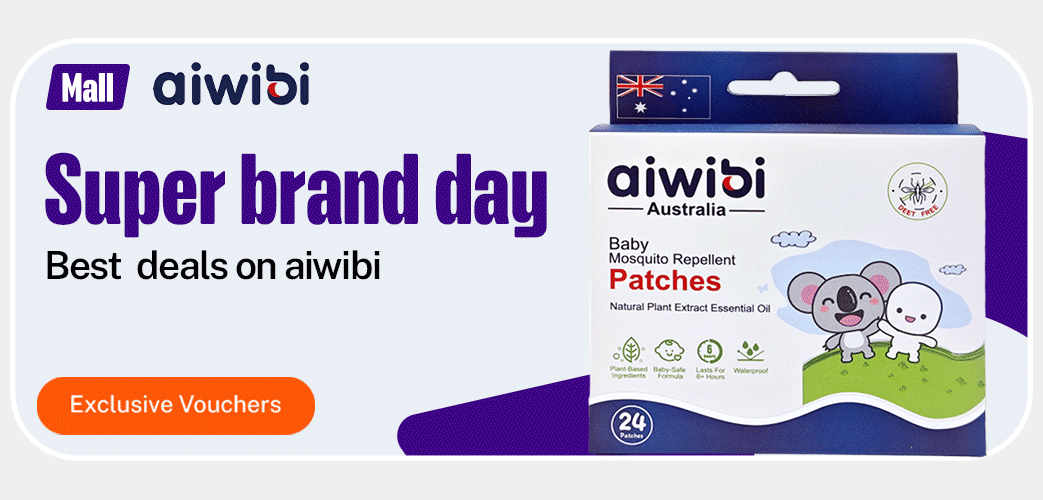 Mall
aiwibi
Super brand day
Best deals on aiwibi
Exclusive Vouchers
aiwibi
Australia
DEET FREE
Baby
Mosquito Repellent
Patches
Natural Plant Extract Essential Oil
6
hours
Plant-Based
Ingredients
Baby-Safe
Formula
Lasts For
6+ Hours
Waterproof
24
Patches